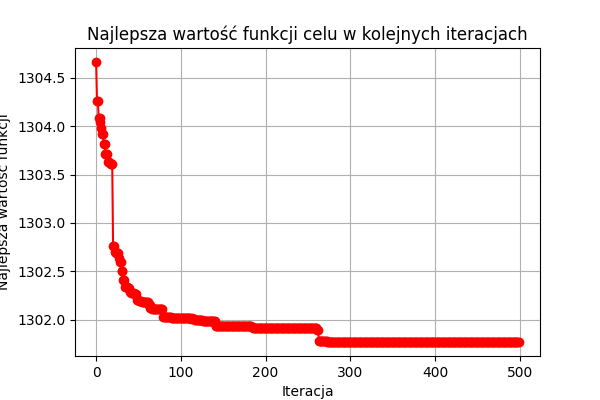 Najlepsza wartość funkcji celu w kolejnych iteracjach
Najlepsza wartość funkcji
1304.5
1304.0
1303.5
1303.0
1302.5
1302.0
0 100 200 300 400 500
Iteracja